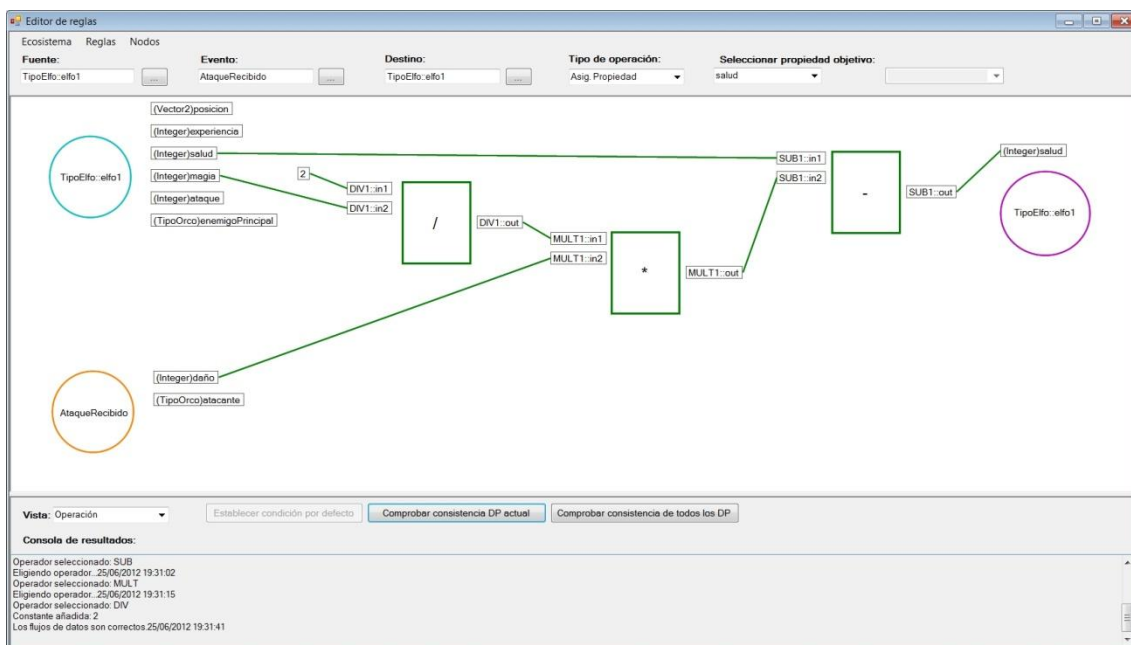 Editor de reglas
Ecosistema Reglas Nodos
Fuente: Evento: Destino: Tipo de operación: Seleccionar propiedad objetivo:
TipoElfo::elfo1 ... AtaqueRecibido ... TipoElfo::elfo1 ... Asig. Propiedad salud
(Vector2)posicion
(Integer)experiencia
(Integer)salud
(Integer)magia
(Integer)ataque
(TipoOrco)enemigoPrincipal
TipoElfo::elfo1
2
DIV1::in1
DIV1::in2
/
DIV1::out
MULT1::in1
MULT1::in2
*
MULT1::out
SUB1::in1
SUB1::in2
-
SUB1::out
(Integer)salud
TipoElfo::elfo1
(Integer)daño
(TipoOrco)atacante
AtaqueRecibido
Vista: Operación Establecer condición por defecto Comprobar consistencia DP actual Comprobar consistencia de todos los DP
Consola de resultados:
Operador seleccionado: SUB
Eligiendo operador...25/06/2012 19:31:02
Operador seleccionado: MULT
Eligiendo operador...25/06/2012 19:31:15
Operador seleccionado: DIV
Constante añadida: 2
Los flujos de datos son correctos.25/06/2012 19:31:41